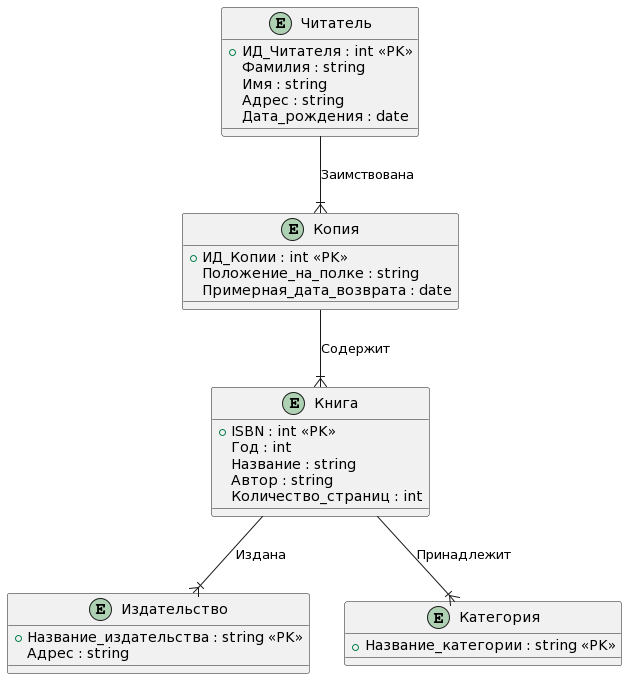 E Читатель
ИД_Читателя : int «PK»
Фамилия : string
Имя : string
Адрес : string
Дата_рождения : date
Заимствована
E Копия
ИД_Копии : int «PK»
Положение_на_полке : string
Примерная_дата_возврата : date
Содержит
E Книга
ISBN : int «PK»
Год : int
Название : string
Автор : string
Количество_страниц : int
Издана
Принадлежит
E Издательство
Название_издательства : string «PK»
Адрес : string
E Категория
Название_категории : string «PK»